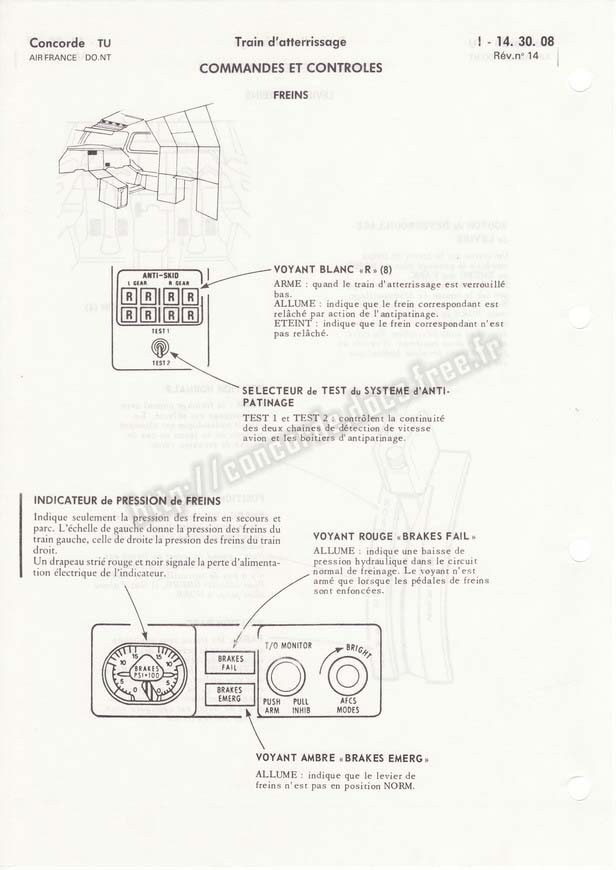 Concorde TU
AIR FRANCE DO.NT
Train d'atterrissage
I - 14. 30. 08
Rév.n° 14
COMMANDES ET CONTROLES
FREINS
ANTI-SKID
L GEAR R GEAR
R R R R
R R R R
TEST 1
TEST 2
VOYANT BLANC «R» (8)
ARME : quand le train d'atterrissage est verrouillé
bas.
ALLUME : indique que le frein correspondant est
relâché par action de l'antipatinage.
ETEINT : indique que le frein correspondant n'est
pas relâché.
SELECTEUR de TEST du SYSTEME d'ANTI-
PATINAGE
TEST 1 et TEST 2 : contrôlent la continuité
des deux chaines de détection de vitesse
avion et les boitiers d'antipatinage.
http://concordedocs.free.fr
INDICATEUR de PRESSION de FREINS
Indique seulement la pression des freins en secours et
parc. L'échelle de gauche donne la pression des freins du
train gauche, celle de droite la pression des freins du train
droit.
Un drapeau strié rouge et noir signale la perte d'alimenta-
tion électrique de l'indicateur.
VOYANT ROUGE «BRAKES FAIL»
ALLUME : indique une baisse de
pression hydraulique dans le circuit
normal de freinage. Le voyant n'est
armé que lorsque les pédales de freins
sont enfoncées.
15 15
10 10
5 5
0 0
BRAKES
PSI×100
BRAKES
FAIL
BRAKES
EMERG
T/O MONITOR
PUSH PULL
ARM INHIB
BRIGHT
AFCS
MODES
VOYANT AMBRE «BRAKES EMERG»
ALLUME : indique que le levier de
freins n'est pas en position NORM.